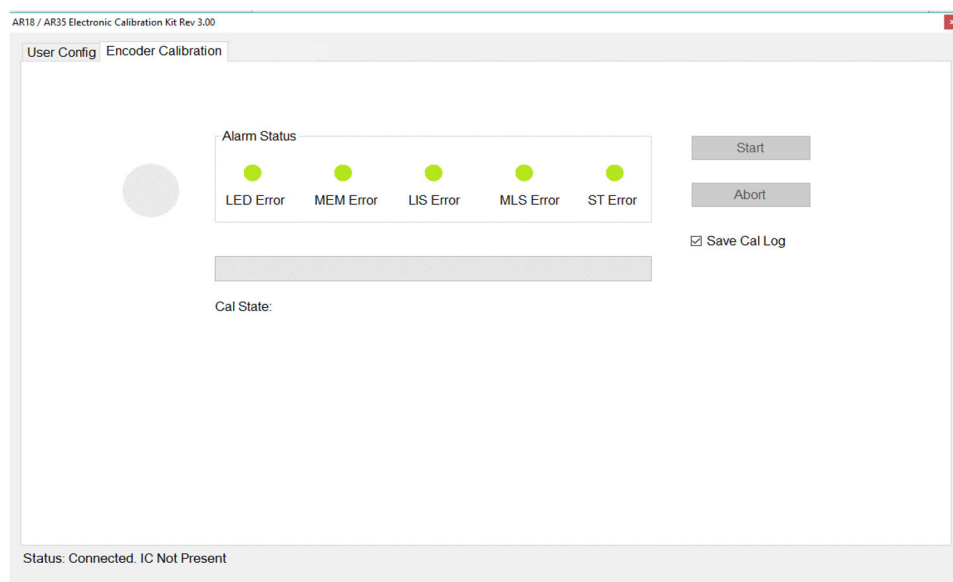 AR18 / AR35 Electronic Calibration Kit Rev 3.00
User Config
Encoder Calibration
Alarm Status
LED Error
MEM Error
LIS Error
MLS Error
ST Error
Start
Abort
Save Cal Log
Cal State:
Status: Connected. IC Not Present